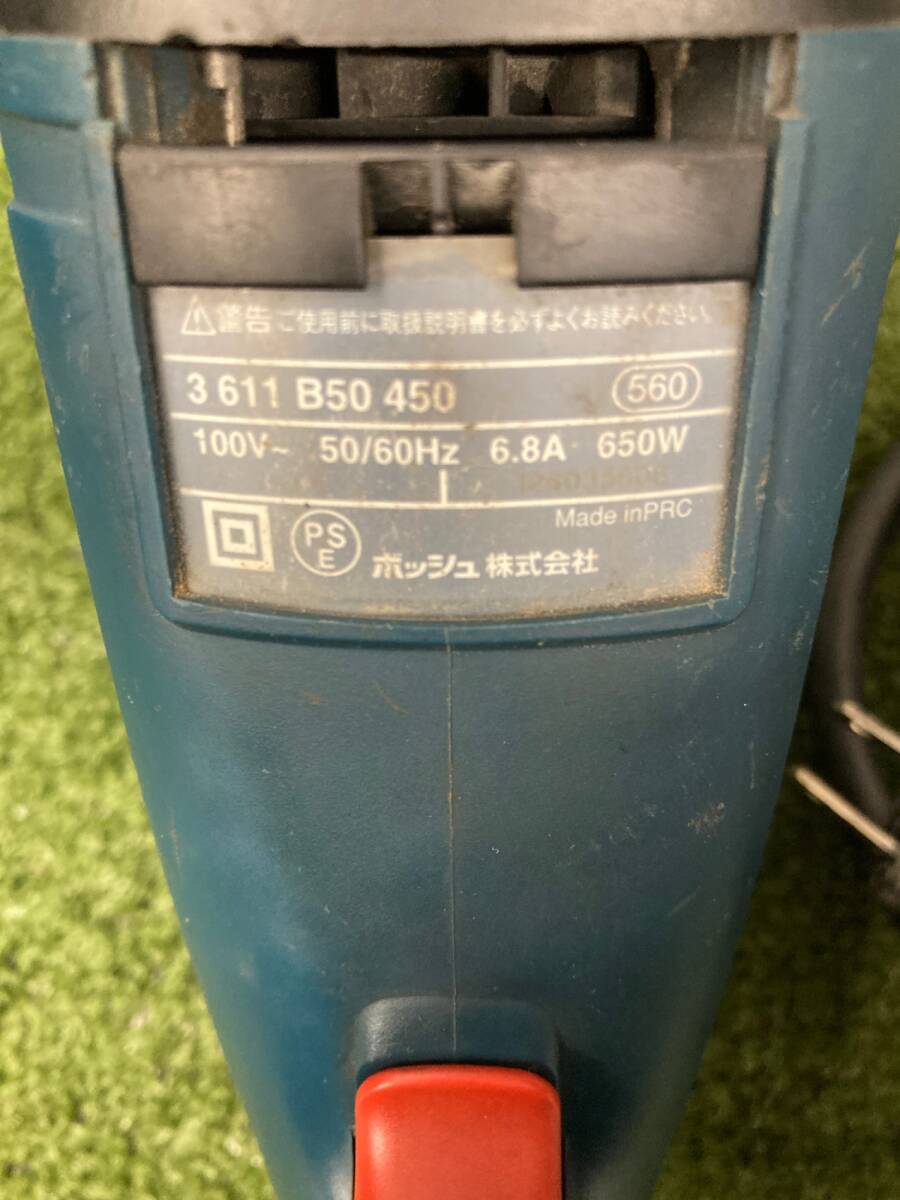 警告 ご使用前に取扱説明書を必ずよくお読みください
3 611 B50 450 560
100V~ 50/60Hz 6.8A 650W
Made inPRC
PS
E
ボッシュ株式会社